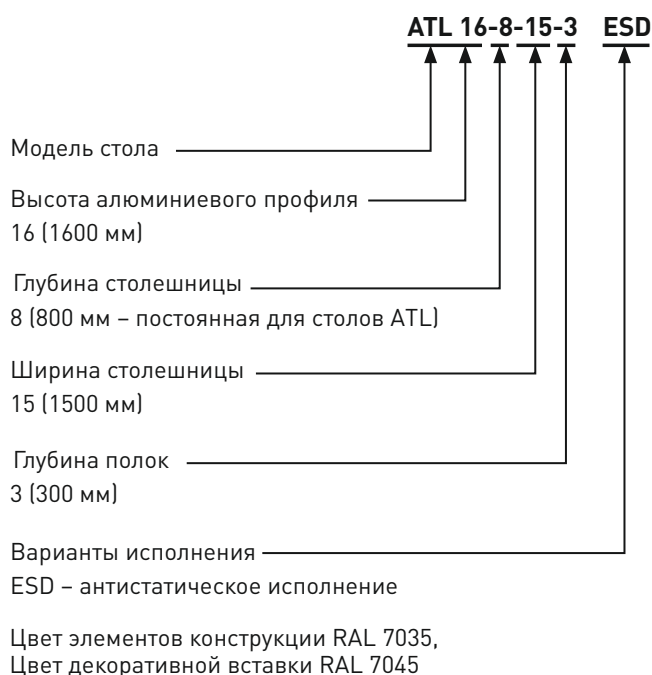 ATL 16-8-15-3 ESD
Модель стола
Высота алюминиевого профиля
16 (1600 мм)
Глубина столешницы
8 (800 мм – постоянная для столов ATL)
Ширина столешницы
15 (1500 мм)
Глубина полок
3 (300 мм)
Варианты исполнения
ESD – антистатическое исполнение
Цвет элементов конструкции RAL 7035,
Цвет декоративной вставки RAL 7045